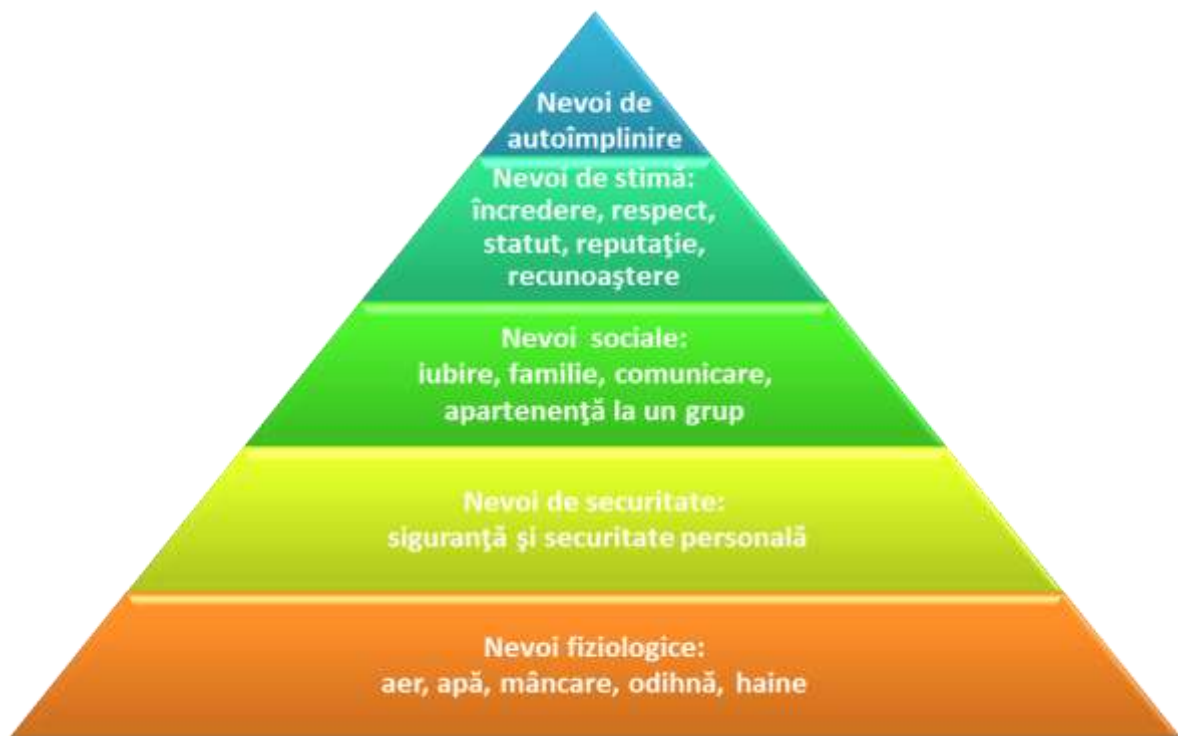 Nevoi de
autoîmplinire
Nevoi de stimă:
încredere, respect,
statut, reputaţie,
recunoaştere
Nevoi sociale:
iubire, familie, comunicare,
apartenenţă la un grup
Nevoi de securitate:
siguranţă şi securitate personală
Nevoi fiziologice:
aer, apă, mâncare, odihnă, haine